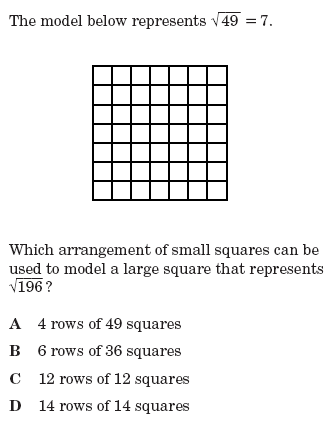 The model below represents √49 = 7.
Which arrangement of small squares can be
used to model a large square that represents
√196?
A 4 rows of 49 squares
B 6 rows of 36 squares
C 12 rows of 12 squares
D 14 rows of 14 squares